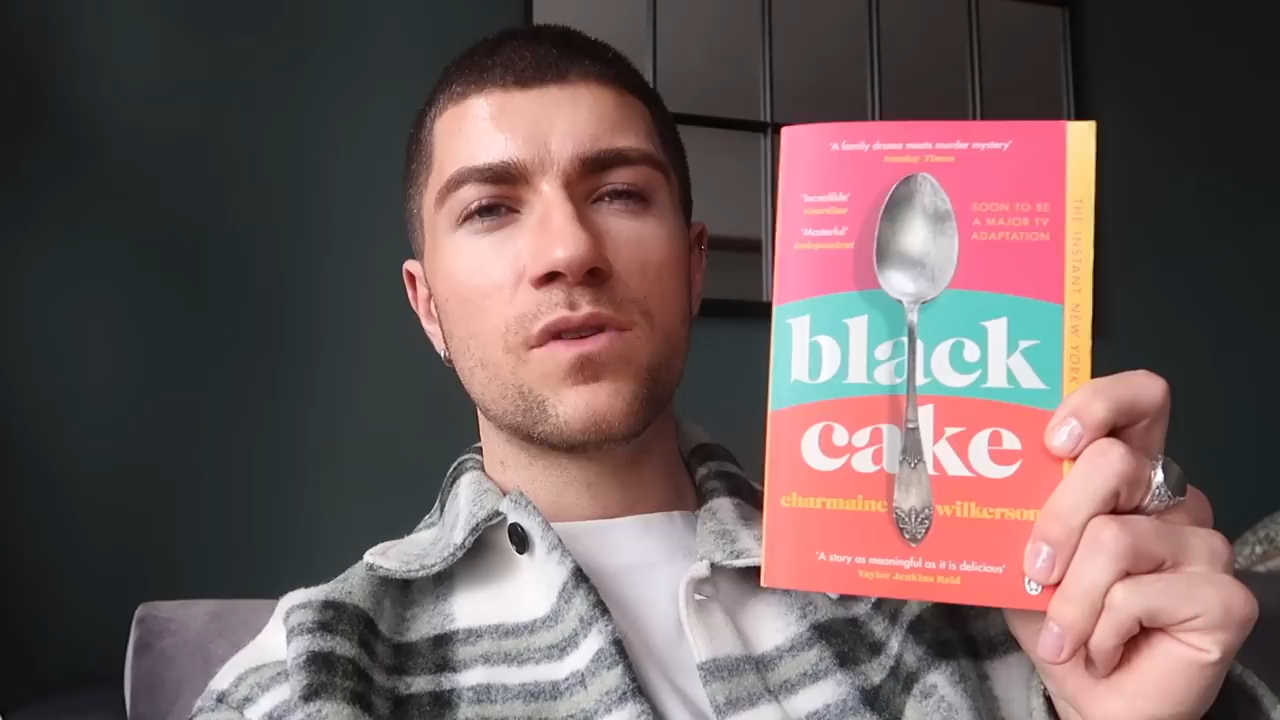 'A family drama meets murder mystery'
Sunday Times
'Incredible'
Guardian
'Masterful'
Independent
SOON TO BE
A MAJOR TV
ADAPTATION
black
cake
charmaine wilkerson
'A story as meaningful as it is delicious'
Taylor Jenkins Reid
THE INSTANT NEW YORK